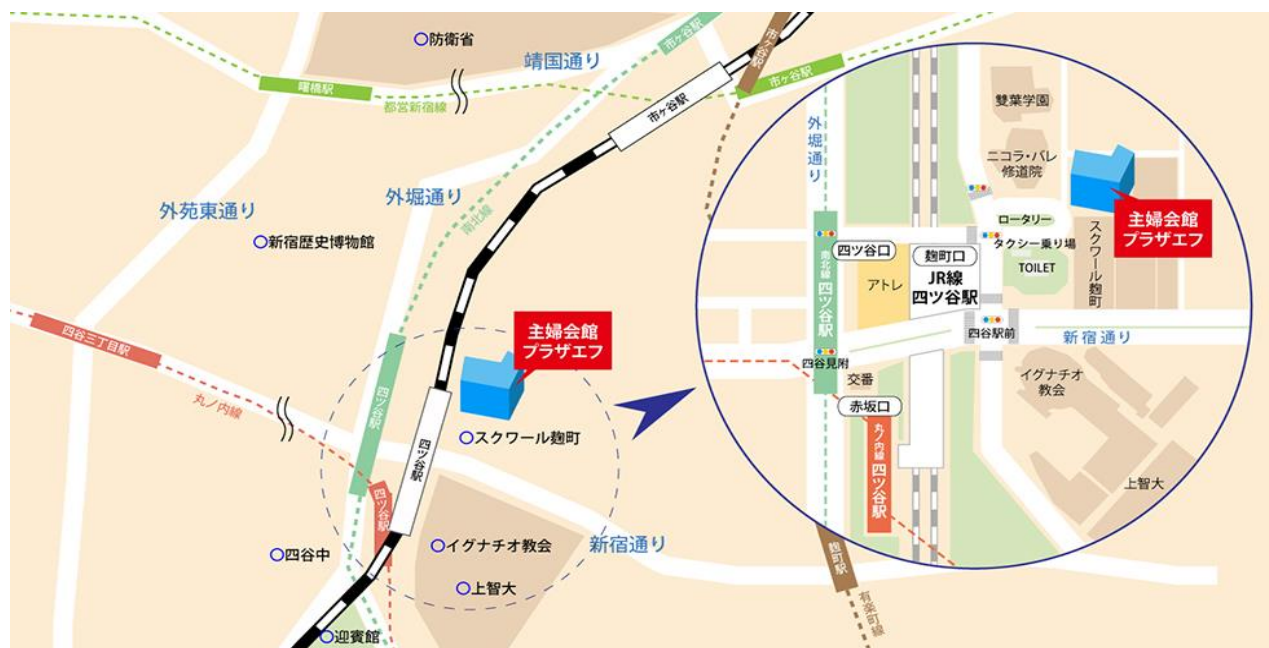 防衛省
靖国通り
市ヶ谷駅
市ヶ谷駅
曙橋駅
都営新宿線
市ヶ谷駅
市ヶ谷駅
外苑東通り
外堀通り
南北線
新宿歴史博物館
四谷三丁目駅
丸ノ内線
四ツ谷駅
主婦会館
プラザエフ
四ツ谷駅
スクワール麹町
四ツ谷駅
四谷中
イグナチオ教会
新宿通り
上智大
迎賓館
麹町駅
有楽町線
外堀通り
雙葉学園
ニコラ・バレ
修道院
主婦会館
プラザエフ
ロータリー
タクシー乗り場
TOILET
スクワール麹町
四ツ谷口
麹町口
アトレ
JR線
四ツ谷駅
南北線 四ツ谷駅
四谷駅前
新宿通り
四谷見附
交番
赤坂口
丸ノ内線 四ツ谷駅
イグナチオ
教会
上智大